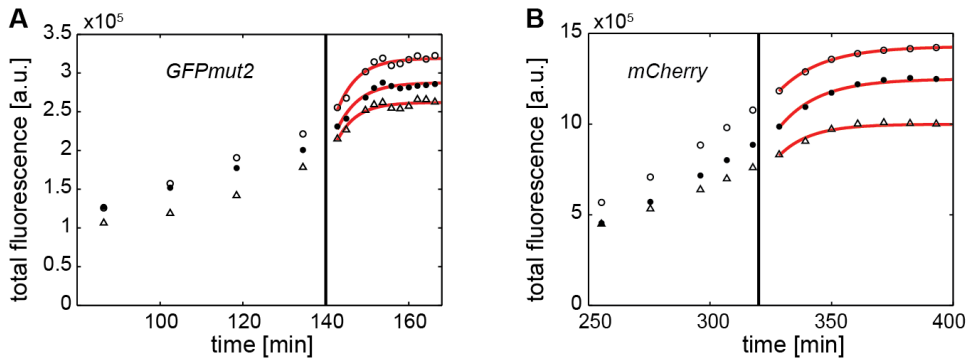 A
x10⁵
3.5
3
2.5
2
1.5
1
0.5
0
GFPmut2
total fluorescence [a.u.]
100 120 140 160
time [min]
B
x10⁵
15
10
5
0
mCherry
total fluorescence [a.u.]
250 300 350 400
time [min]